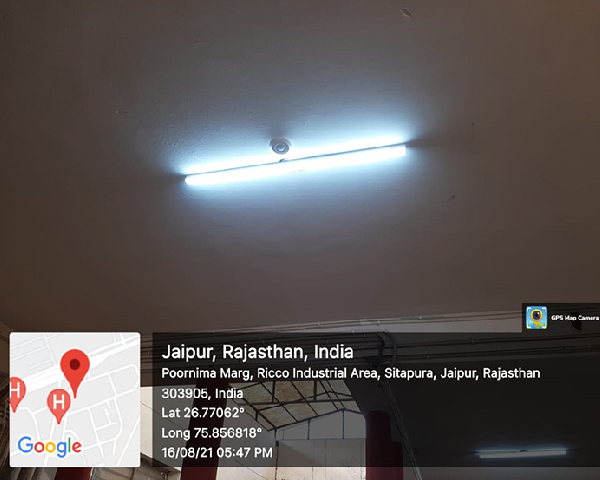 GPS Map Camera
Jaipur, Rajasthan, India
Poornima Marg, Ricco Industrial Area, Sitapura, Jaipur, Rajasthan
303905, India
Lat 26.77062°
Long 75.856818°
16/08/21 05:47 PM
H
H
Google